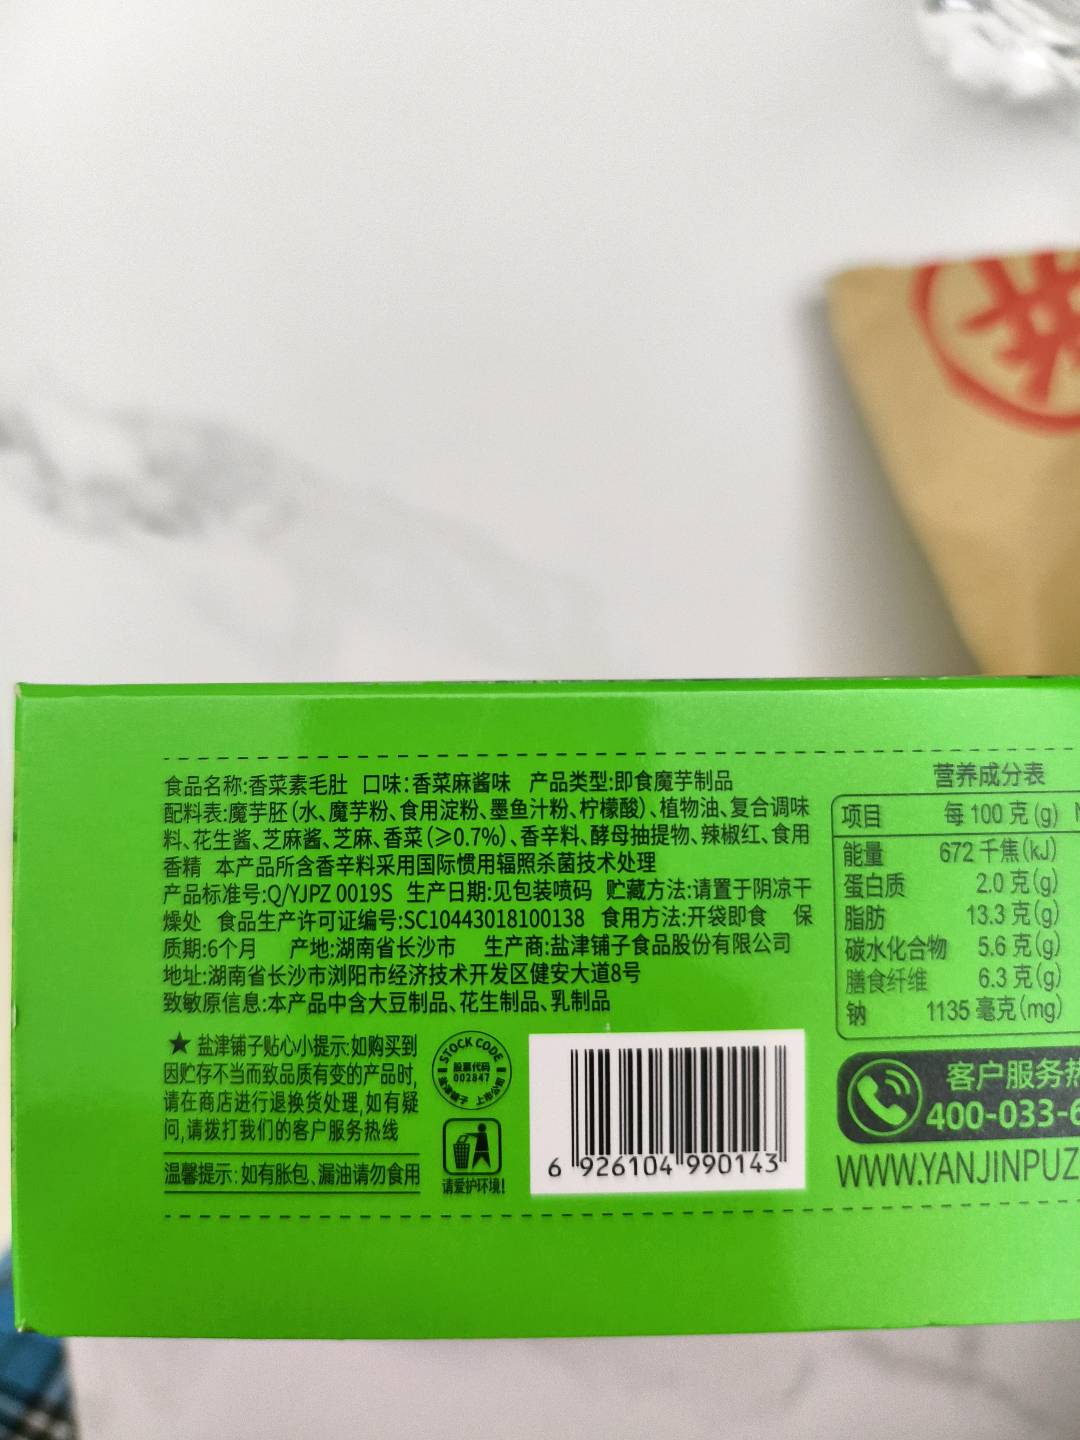 食品名称:香菜素毛肚 口味:香菜麻酱味 产品类型:即食魔芋制品
配料表:魔芋胚(水、魔芋粉、食用淀粉、墨鱼汁粉、柠檬酸)、植物油、复合调味
料、花生酱、芝麻酱、芝麻、香菜(≥0.7%)、香辛料、酵母抽提物、辣椒红、食用
香精 本产品所含香辛料采用国际惯用辐照杀菌技术处理
产品标准号:Q/YJPZ 0019S 生产日期:见包装喷码 贮藏方法:请置于阴凉干
燥处 食品生产许可证编号:SC10443018100138 食用方法:开袋即食 保
质期:6个月 产地:湖南省长沙市 生产商:盐津铺子食品股份有限公司
地址:湖南省长沙市浏阳市经济技术开发区健安大道8号
致敏原信息:本产品中含大豆制品、花生制品、乳制品
★ 盐津铺子贴心小提示:如购买到
因贮存不当而致品质有变的产品时,
请在商店进行退换货处理,如有疑
问,请拨打我们的客户服务热线
温馨提示:如有胀包、漏油请勿食用
STOCK CODE
股票代码
002847
盐津铺子 上市公司
请爱护环境!
6 926104 990143
营养成分表
项目 每 100 克 (g)
能量 672 千焦(kJ)
蛋白质 2.0 克(g)
脂肪 13.3 克(g)
碳水化合物 5.6 克(g)
膳食纤维 6.3 克(g)
钠 1135 毫克(mg)
客户服务热
400-033-6
WWW.YANJINPUZ